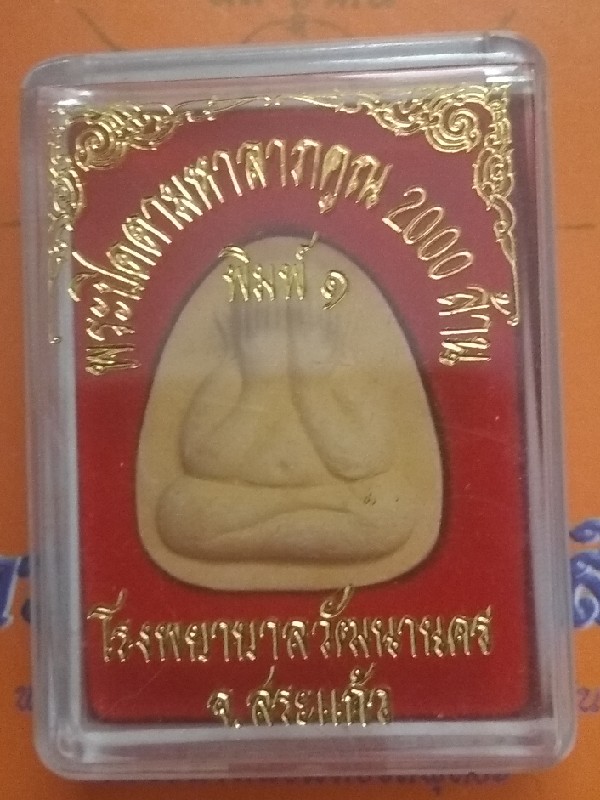 พระปิดตามหาลาภคูณ 2000 ล้าน
พิมพ์ ๑
โรงพยาบาลวัฒนานคร
จ.สระแก้ว